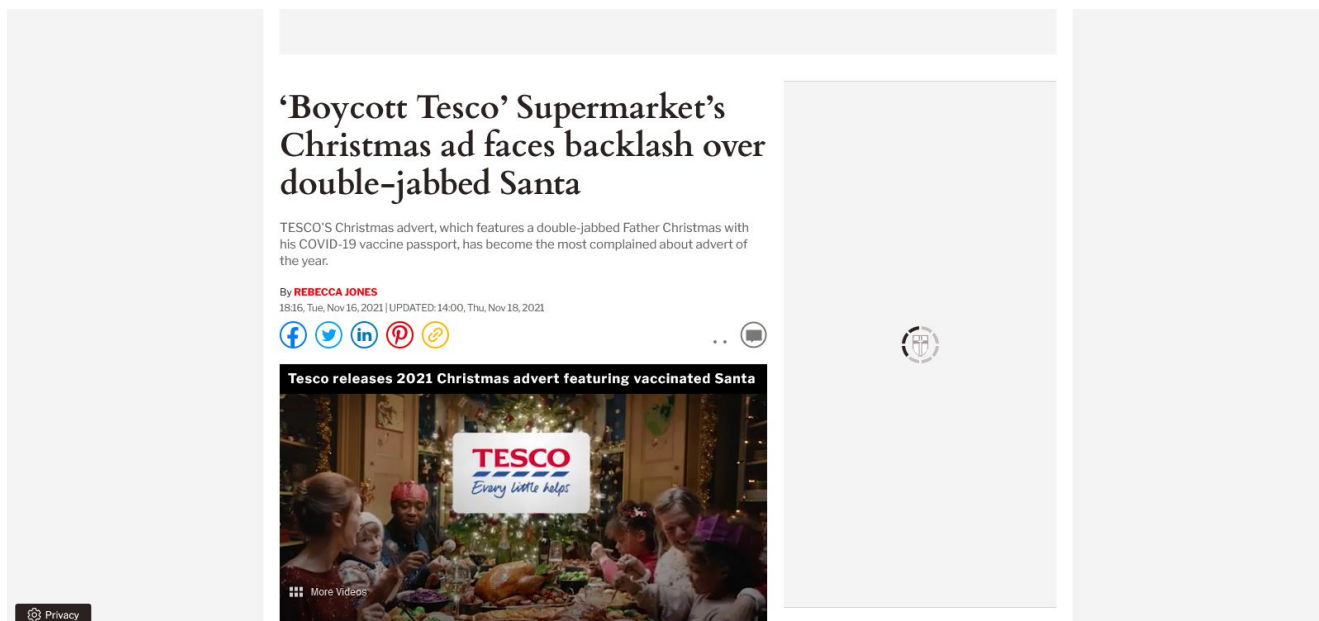 ‘Boycott Tesco’ Supermarket’s
Christmas ad faces backlash over
double-jabbed Santa
TESCO'S Christmas advert, which features a double-jabbed Father Christmas with
his COVID-19 vaccine passport, has become the most complained about advert of
the year.
By REBECCA JONES
18:16, Tue, Nov 16, 2021 | UPDATED: 14:00, Thu, Nov 18, 2021
Tesco releases 2021 Christmas advert featuring vaccinated Santa
TESCO
Every little helps
More Videos
Privacy